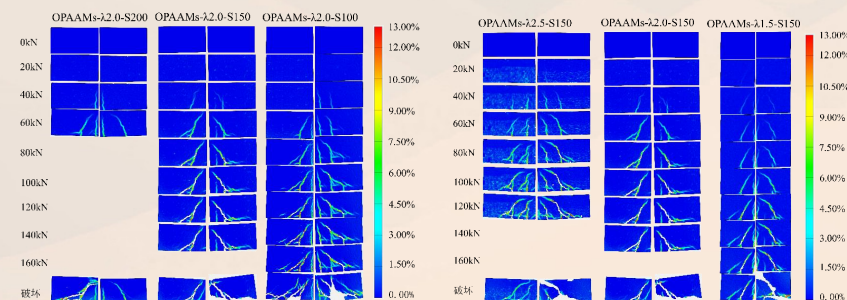 OPAAMs-λ2.0-S200 OPAAMs-λ2.0-S150 OPAAMs-λ2.0-S100
0kN
20kN
40kN
60kN
80kN
100kN
120kN
140kN
160kN
破坏
13.00%
12.00%
10.50%
9.00%
7.50%
6.00%
4.50%
3.00%
1.50%
0.00%
OPAAMs-λ2.5-S150 OPAAMs-λ2.0-S150 OPAAMs-λ1.5-S150
0kN
20kN
40kN
60kN
80kN
100kN
120kN
140kN
160kN
破坏
13.00%
12.00%
10.50%
9.00%
7.50%
6.00%
4.50%
3.00%
1.50%
0.00%